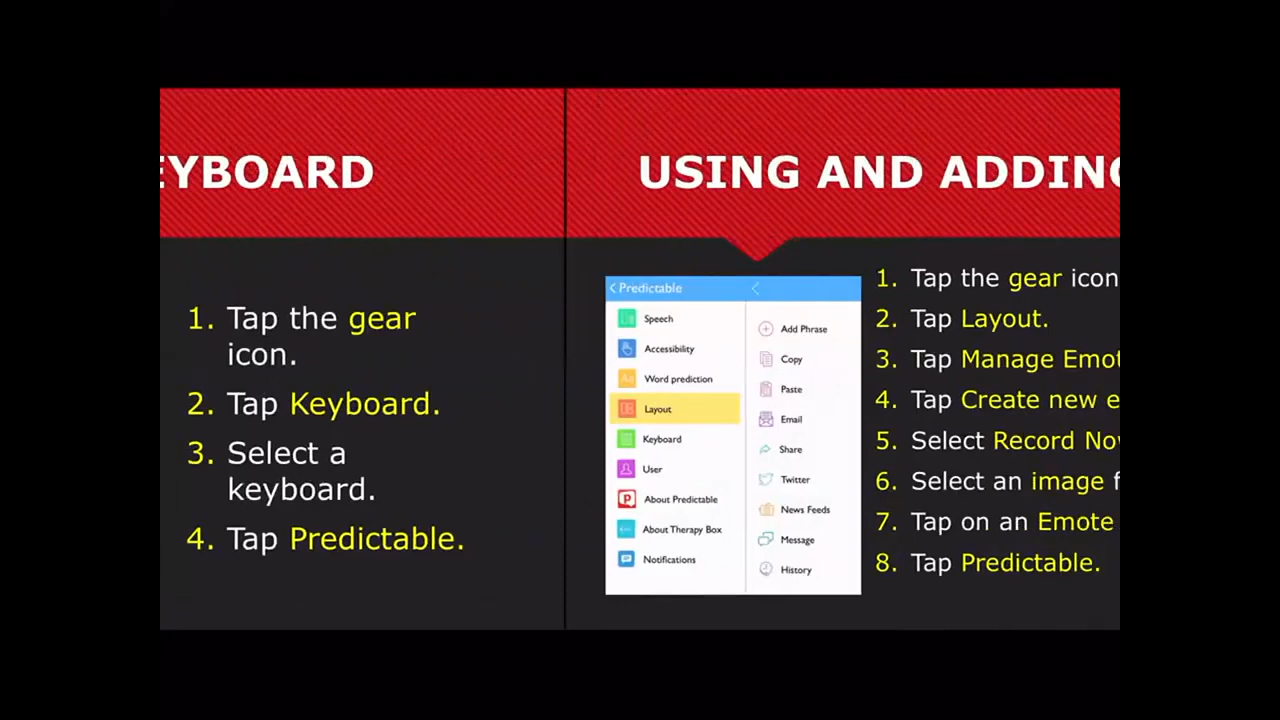 EYBOARD
1. Tap the gear
icon.
2. Tap Keyboard.
3. Select a
keyboard.
4. Tap Predictable.
USING AND ADDING
Predictable
Speech
Accessibility
Word prediction
Layout
Keyboard
User
About Predictable
About Therapy Box
Notifications
Add Phrase
Copy
Paste
Email
Share
Twitter
News Feeds
Message
History
1. Tap the gear icon
2. Tap Layout.
3. Tap Manage Emot
4. Tap Create new e
5. Select Record No
6. Select an image f
7. Tap on an Emote
8. Tap Predictable.